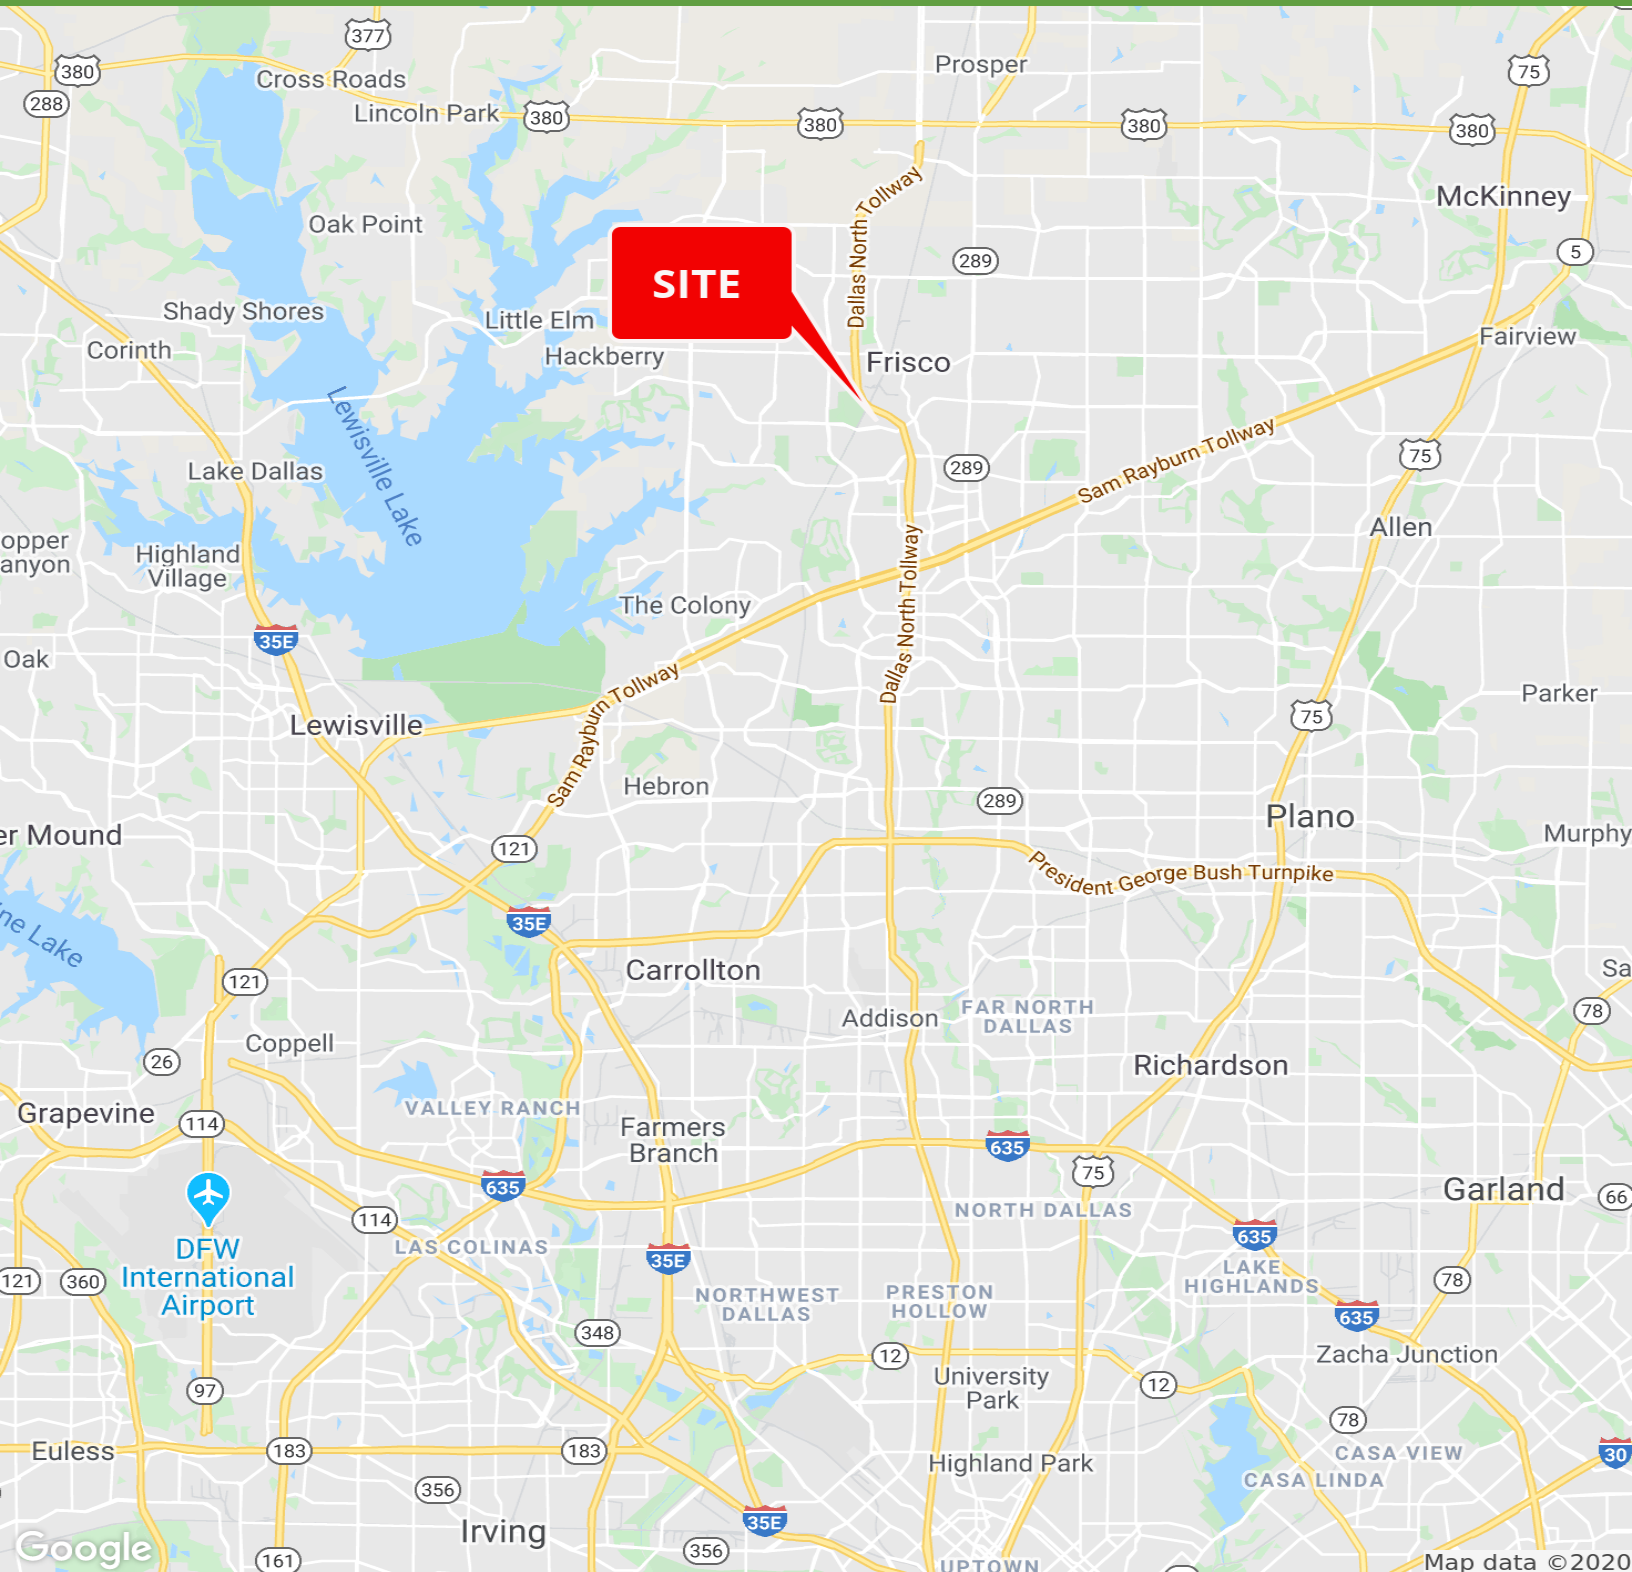 377
380
288
Cross Roads
Lincoln Park
380
380
Prosper
380
75
380
McKinney
Oak Point
Dallas North Tollway
289
5
SITE
Shady Shores
Little Elm
Corinth
Hackberry
Frisco
Fairview
Lewisville Lake
Sam Rayburn Tollway
75
Lake Dallas
289
Allen
opper
anyon
Highland
Village
Dallas North Tollway
The Colony
35E
Oak
Sam Rayburn Tollway
Parker
75
Lewisville
Hebron
289
Plano
er Mound
121
Murphy
President George Bush Turnpike
ine Lake
35E
Carrollton
Sa
121
78
Addison
FAR NORTH
DALLAS
Coppell
26
Richardson
Grapevine
114
VALLEY RANCH
Farmers
Branch
635
75
635
Garland
66
114
NORTH DALLAS
635
DFW
International
Airport
LAS COLINAS
35E
121
360
LAKE
HIGHLANDS
78
NORTHWEST
DALLAS
PRESTON
HOLLOW
635
348
12
Zacha Junction
University
Park
12
97
78
Euless
183
183
CASA VIEW
30
Highland Park
CASA LINDA
356
35E
Irving
Google
161
356
UPTOWN
Map data ©2020